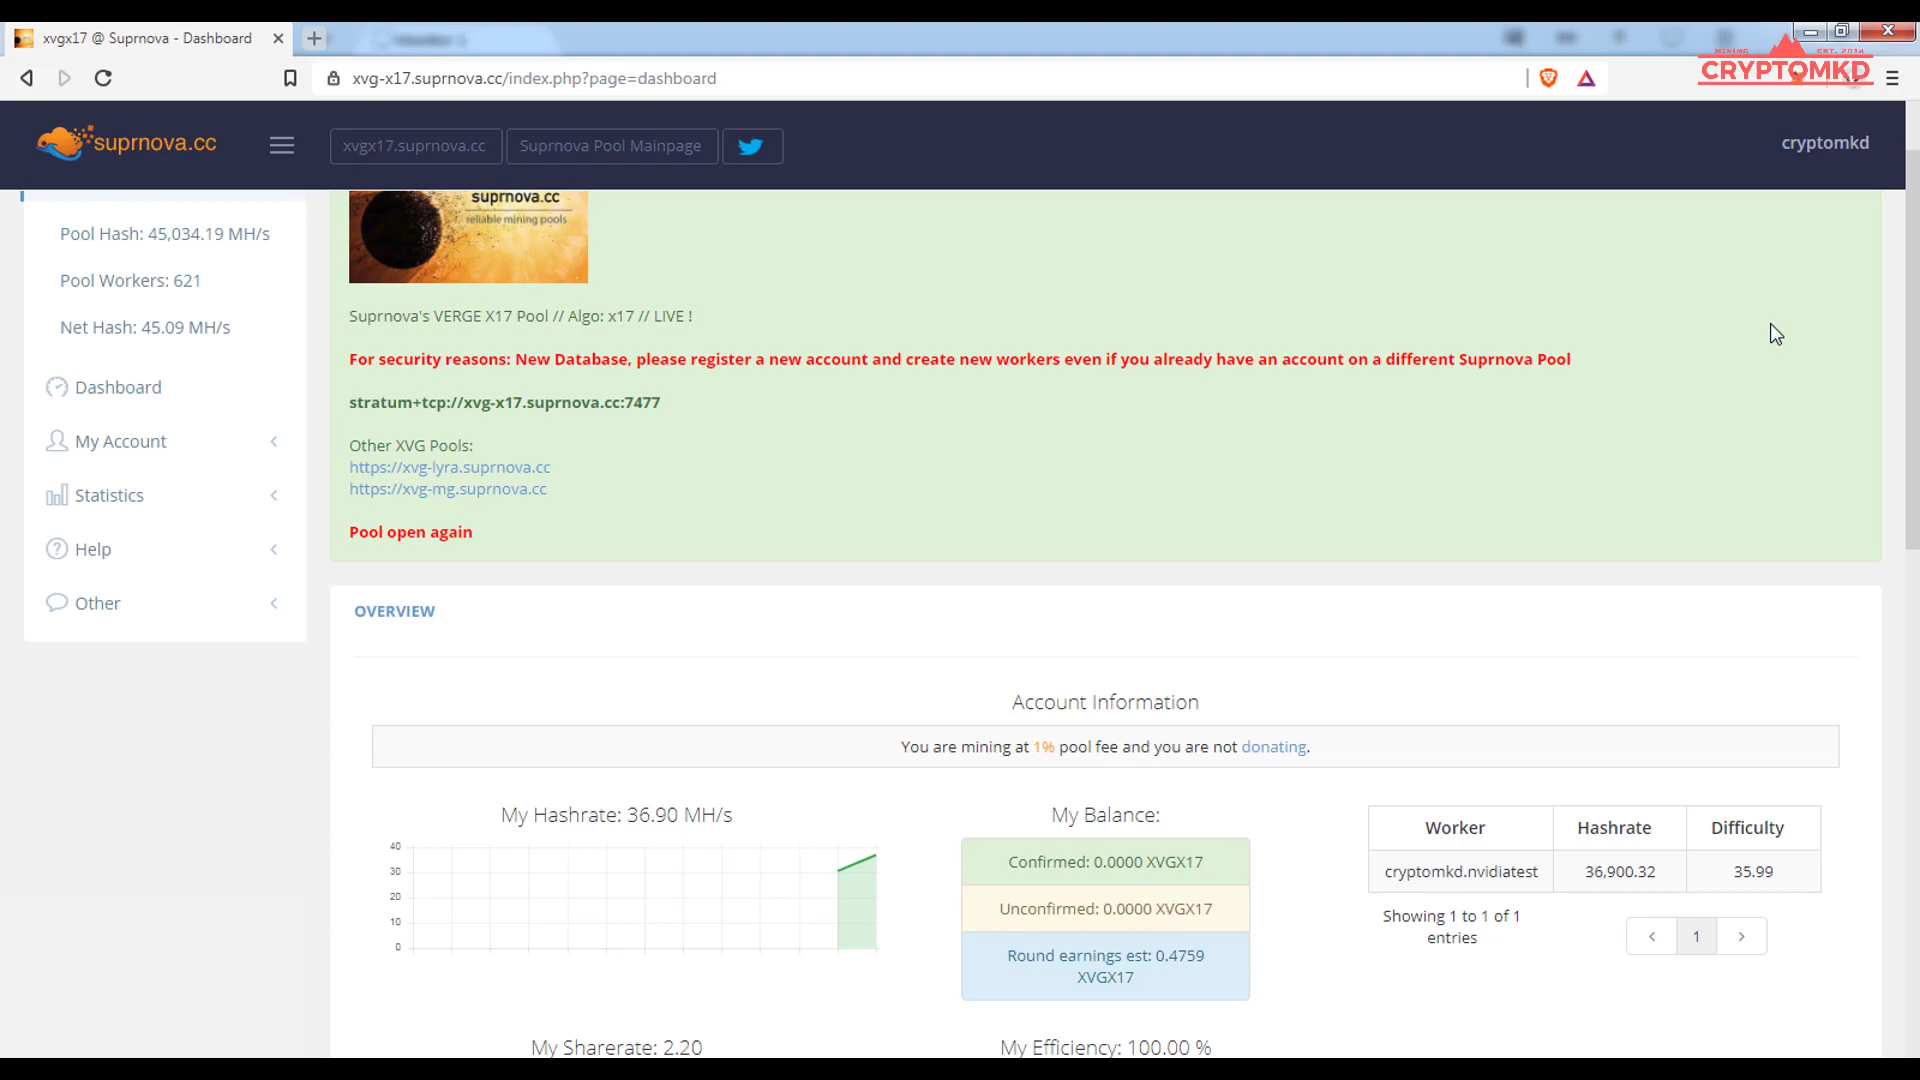 xvgx17 @ Suprnova - Dashboard
MINING EST. 2014
CRYPTOMKD
xvg-x17.suprnova.cc/index.php?page=dashboard
suprnova.cc
xvgx17.suprnova.cc
Suprnova Pool Mainpage
cryptomkd
Pool Hash: 45,034.19 MH/s
Pool Workers: 621
Net Hash: 45.09 MH/s
Dashboard
My Account
Statistics
Help
Other
suprnova.cc
reliable mining pools
Suprnova's VERGE X17 Pool // Algo: x17 // LIVE !
For security reasons: New Database, please register a new account and create new workers even if you already have an account on a different Suprnova Pool
stratum+tcp://xvg-x17.suprnova.cc:7477
Other XVG Pools:
https://xvg-lyra.suprnova.cc
https://xvg-mg.suprnova.cc
Pool open again
OVERVIEW
Account Information
You are mining at 1% pool fee and you are not donating.
My Hashrate: 36.90 MH/s
40
30
20
10
0
My Balance:
Confirmed: 0.0000 XVGX17
Unconfirmed: 0.0000 XVGX17
Round earnings est: 0.4759
XVGX17
Worker Hashrate Difficulty
cryptomkd.nvidiatest 36,900.32 35.99
Showing 1 to 1 of 1
entries
1
My Sharerate: 2.20
My Efficiency: 100.00 %